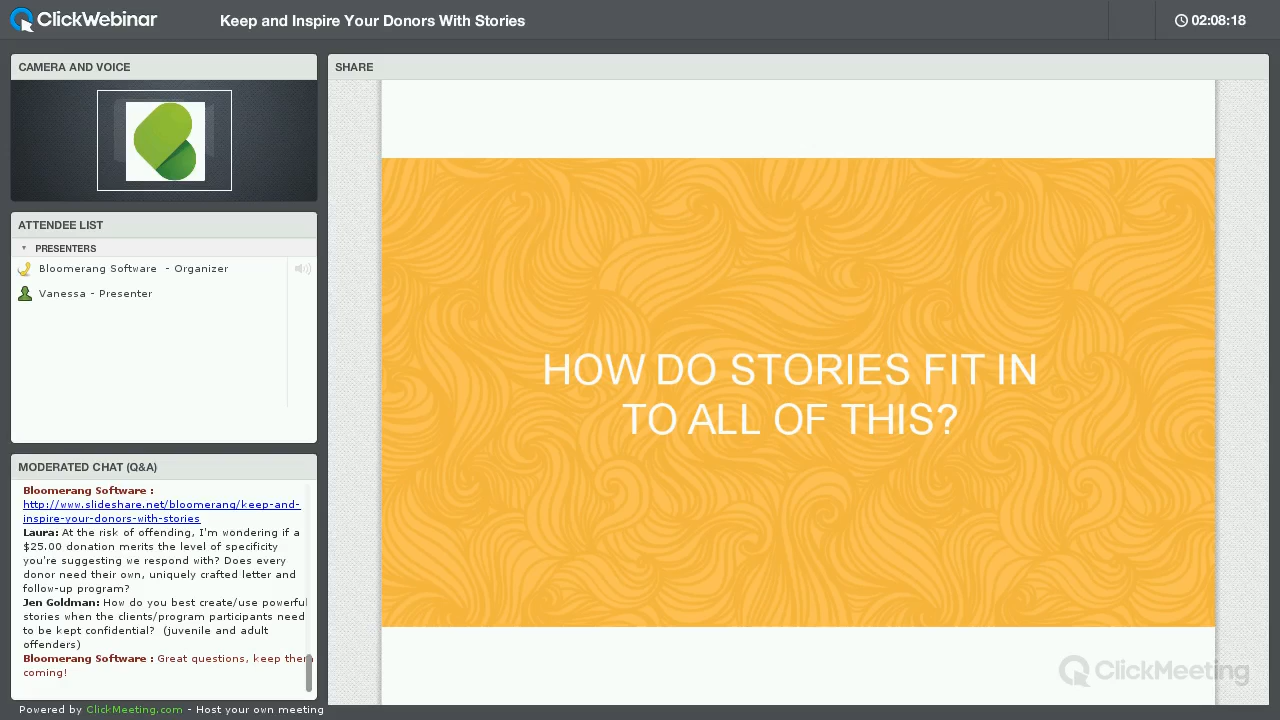 ClickWebinar
Keep and Inspire Your Donors With Stories
02:08:18
CAMERA AND VOICE
SHARE
ATTENDEE LIST
PRESENTERS
Bloomerang Software - Organizer
Vanessa - Presenter
HOW DO STORIES FIT IN
TO ALL OF THIS?
MODERATED CHAT (Q&A)
Bloomerang Software :
http://www.slideshare.net/bloomerang/keep-and-
inspire-your-donors-with-stories
Laura: At the risk of offending, I'm wondering if a
$25.00 donation merits the level of specificity
you're suggesting we respond with? Does every
donor need their own, uniquely crafted letter and
follow-up program?
Jen Goldman: How do you best create/use powerful
stories when the clients/program participants need
to be kept confidential? (juvenile and adult
offenders)
Bloomerang Software : Great questions, keep them
coming!
ClickMeeting
Powered by ClickMeeting.com - Host your own meeting